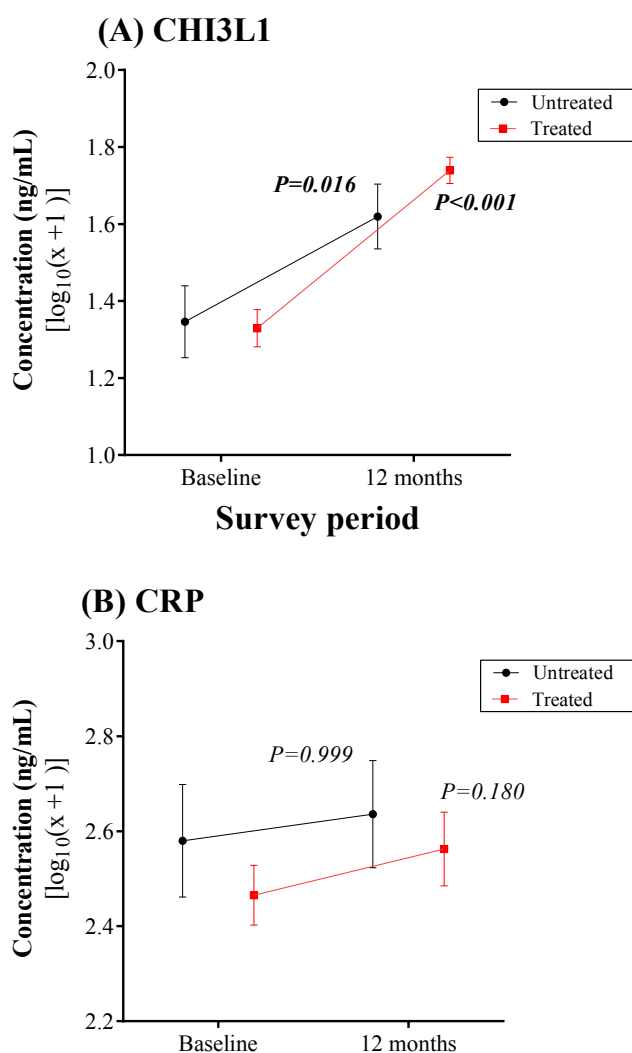 (A) CHI3L1
Concentration (ng/mL)
[log10(x +1 )]
2.0
1.8
1.6
1.4
1.2
1.0
Untreated
Treated
P=0.016
P<0.001
Baseline
12 months
Survey period
(B) CRP
Concentration (ng/mL)
[log10(x +1 )]
3.0
2.8
2.6
2.4
2.2
Untreated
Treated
P=0.999
P=0.180
Baseline
12 months